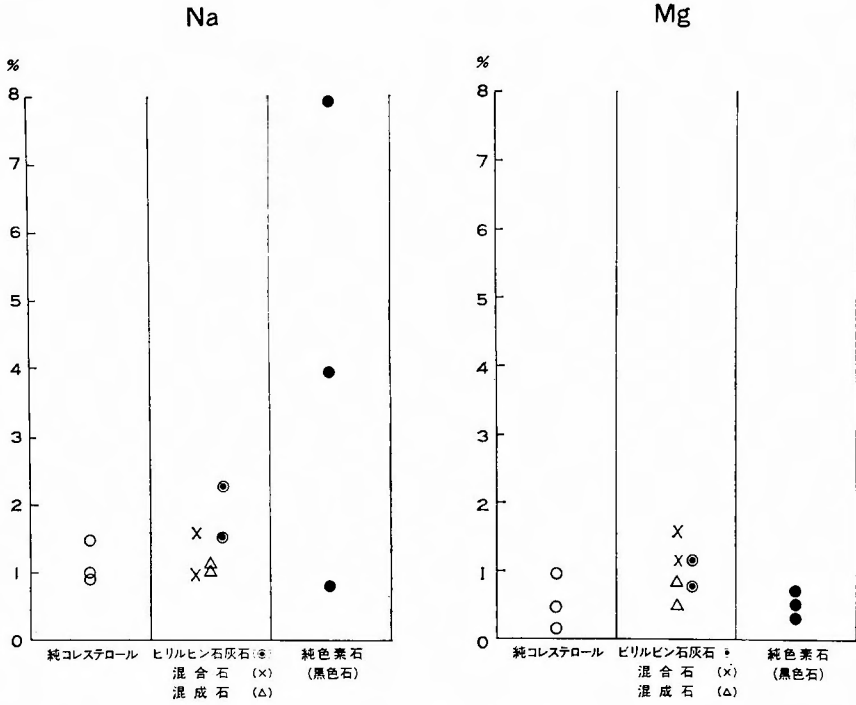 Na
%
8
7
6
5
4
3
2
1
0
純コレステロール
ヒリルヒン石灰石(◉)
混合石 (×)
混成石 (△)
純色素石
(黒色石)
Mg
%
8
7
6
5
4
3
2
1
0
純コレステロール
ビリルビン石灰石
混合石 (×)
混成石 (△)
純色素石
(黒色石)